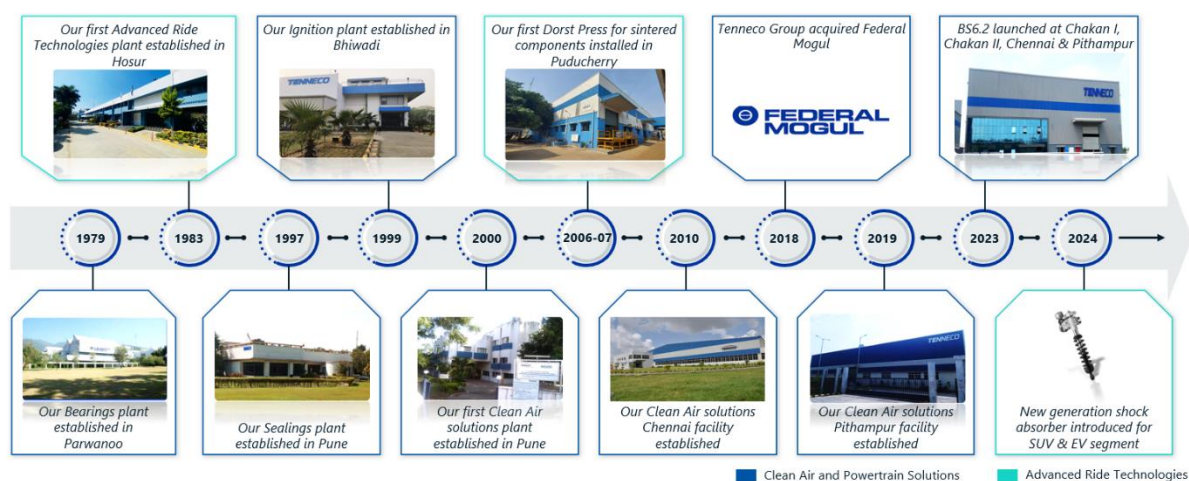 Our first Advanced Ride
Technologies plant established in
Hosur
Our Ignition plant established in
Bhiwadi
TENNECO
Our first Dorst Press for sintered
components installed in
Puducherry
Tenneco Group acquired Federal
Mogul
FEDERAL
MOGUL
BS6.2 launched at Chakan I,
Chakan II, Chennai & Pithampur
TENNECO
1979
1983
1997
1999
2000
2006-07
2010
2018
2019
2023
2024
Our Bearings plant
established in
Parwanoo
Our Sealings plant
established in Pune
Our first Clean Air
solutions plant
established in Pune
Our Clean Air solutions
Chennai facility
established
TENNECO
Our Clean Air solutions
Pithampur facility
established
New generation shock
absorber introduced for
SUV & EV segment
Clean Air and Powertrain Solutions
Advanced Ride Technologies